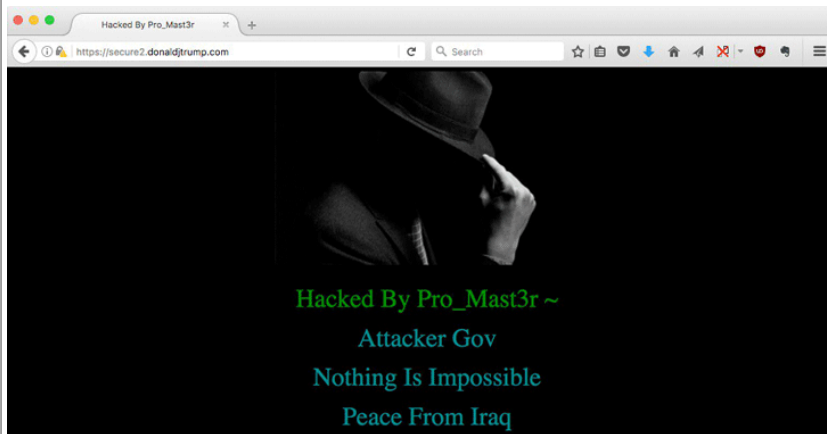 Hacked By Pro_Mast3r
https://secure2.donaldjtrump.com
Search
Hacked By Pro_Mast3r ~
Attacker Gov
Nothing Is Impossible
Peace From Iraq